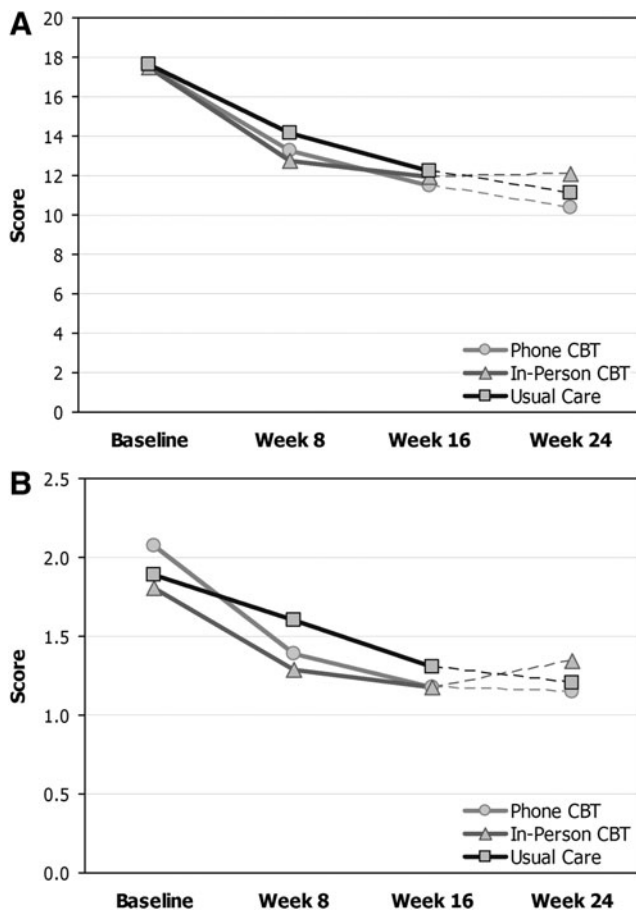 A
20
18
16
14
12
10
8
6
4
2
0
Score
Phone CBT
In-Person CBT
Usual Care
Baseline Week 8 Week 16 Week 24
B
2.5
2.0
1.5
1.0
0.5
0.0
Score
Phone CBT
In-Person CBT
Usual Care
Baseline Week 8 Week 16 Week 24